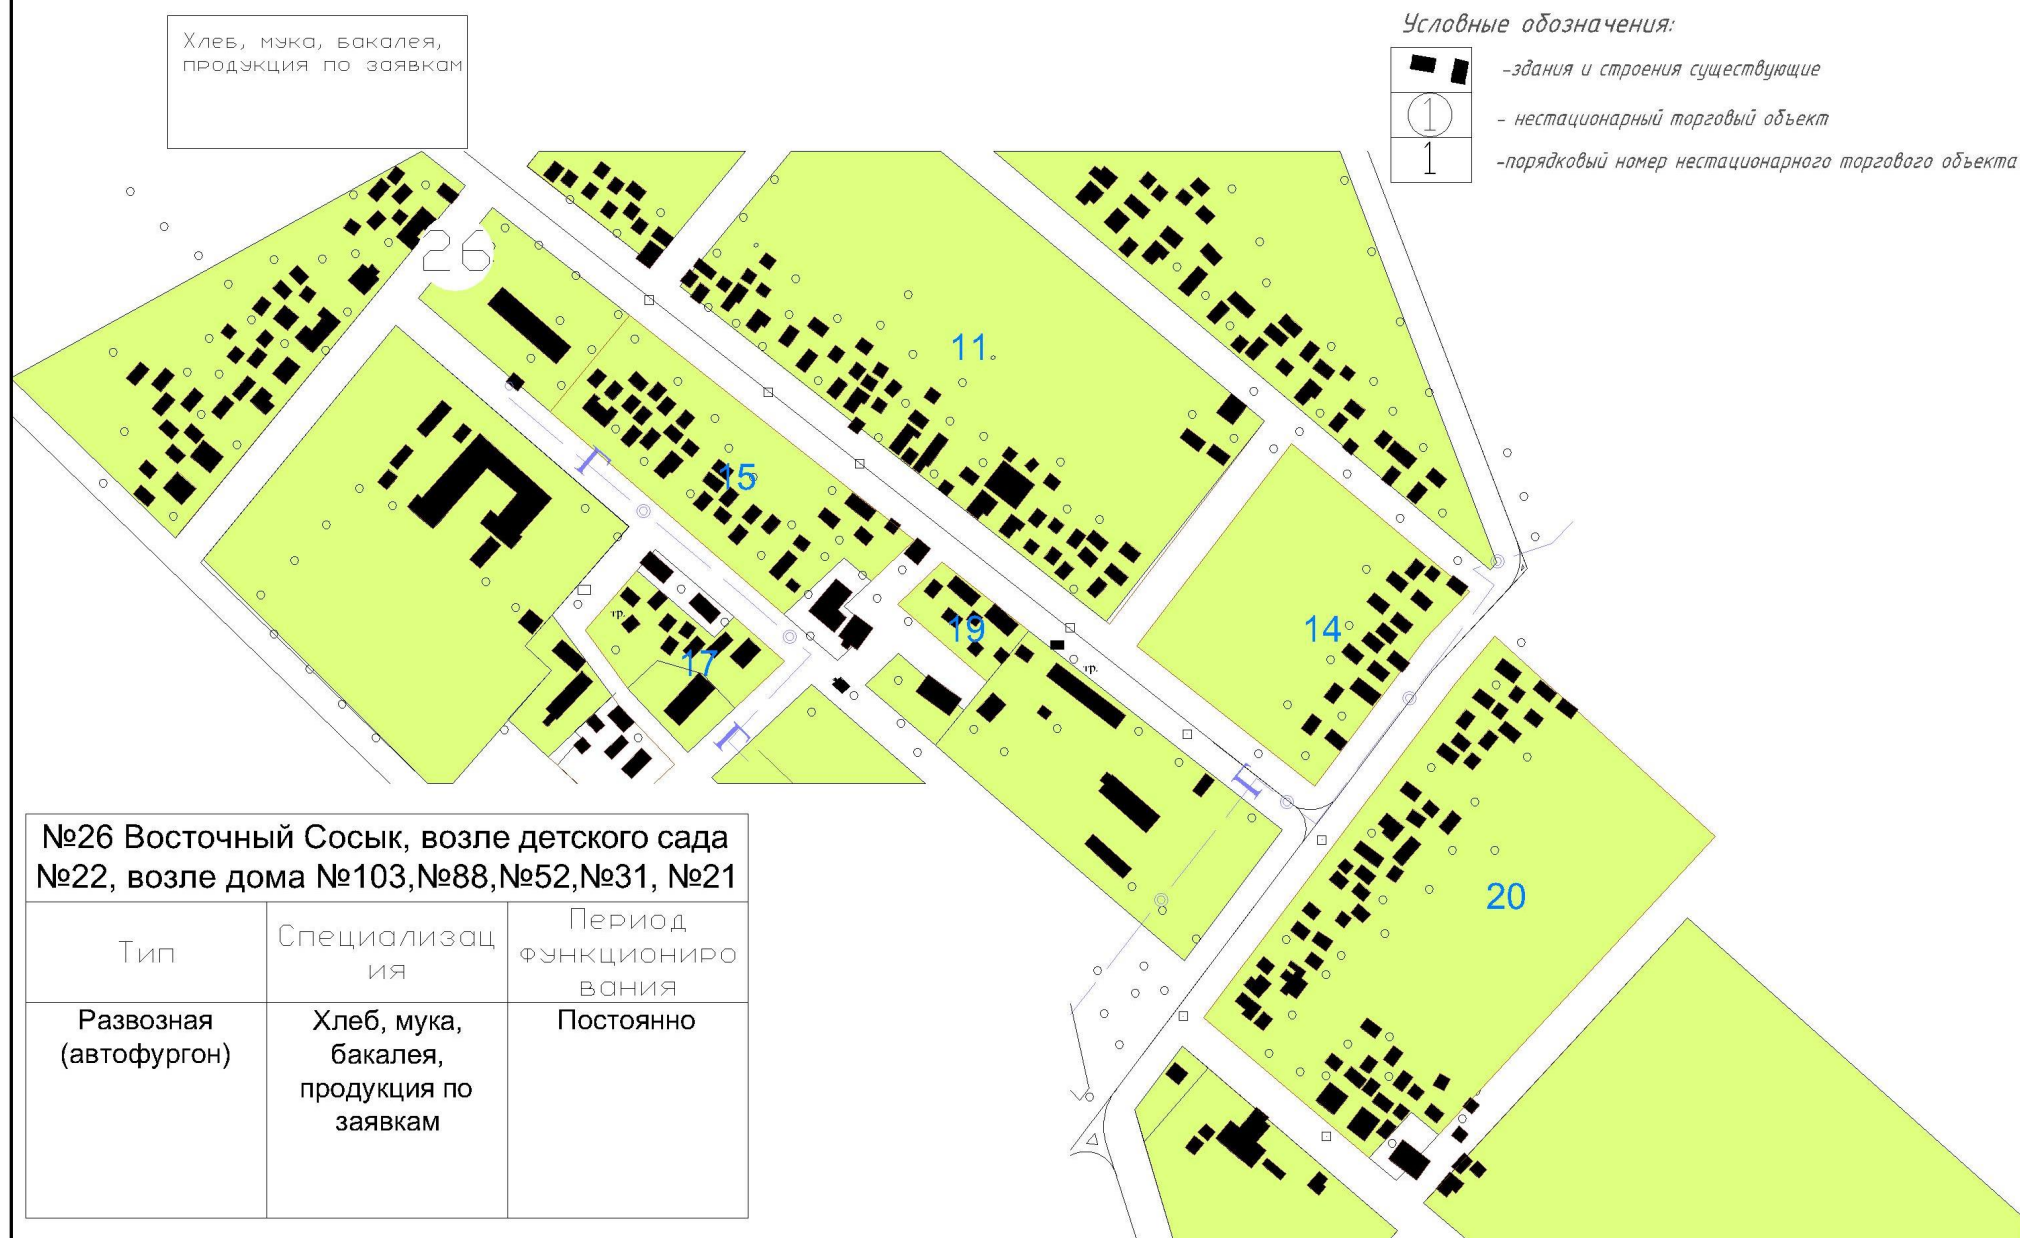 Хлеб, мука, бакалея,
продукция по заявкам
Условные обозначения:
-здания и строения существующие
1
- нестационарный торговый объект
1
-порядковый номер нестационарного торгового объекта
26
11
15
Г
тр.
17
19
тр.
14
Г
Г
20
№26 Восточный Сосык, возле детского сада
№22, возле дома №103,№88,№52,№31, №21
Тип
Специализац
ия
Период
функциониро
вания
Развозная
(автофургон)
Хлеб, мука,
бакалея,
продукция по
заявкам
Постоянно